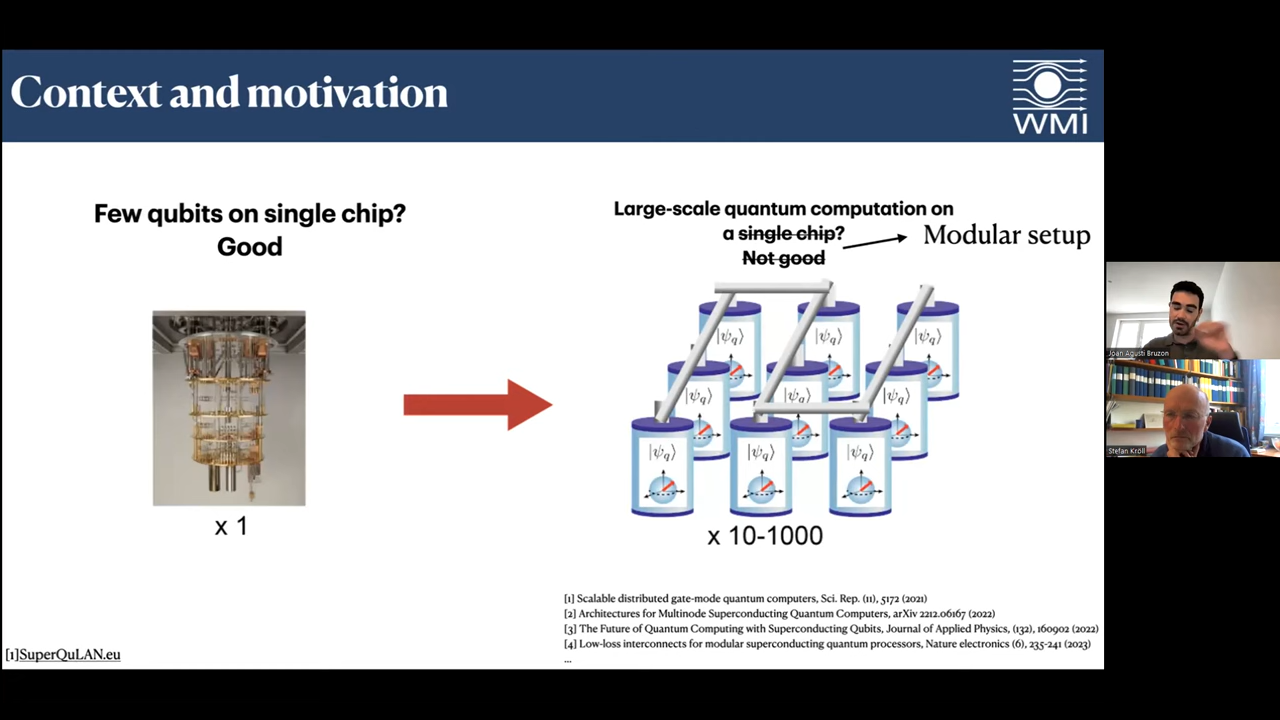 Context and motivation
WMI
Few qubits on single chip?
Good
Large-scale quantum computation on
a single chip?
Not good
Modular setup
|ψq⟩
|ψq⟩
|ψq⟩
|ψq⟩
|ψq⟩
|ψq⟩
|ψq⟩
|ψq⟩
|ψq⟩
x 1
x 10-1000
[1] Scalable distributed gate-mode quantum computers, Sci. Rep. (11), 5172 (2021)
[2] Architectures for Multinode Superconducting Quantum Computers, arXiv 2212.06167 (2022)
[3] The Future of Quantum Computing with Superconducting Qubits, Journal of Applied Physics, (132), 160902 (2022)
[4] Low-loss interconnects for modular superconducting quantum processors, Nature electronics (6), 235-241 (2023)
...
[1]SuperQuLAN.eu
Joan Agustí Bruzon
Stefan Kröll